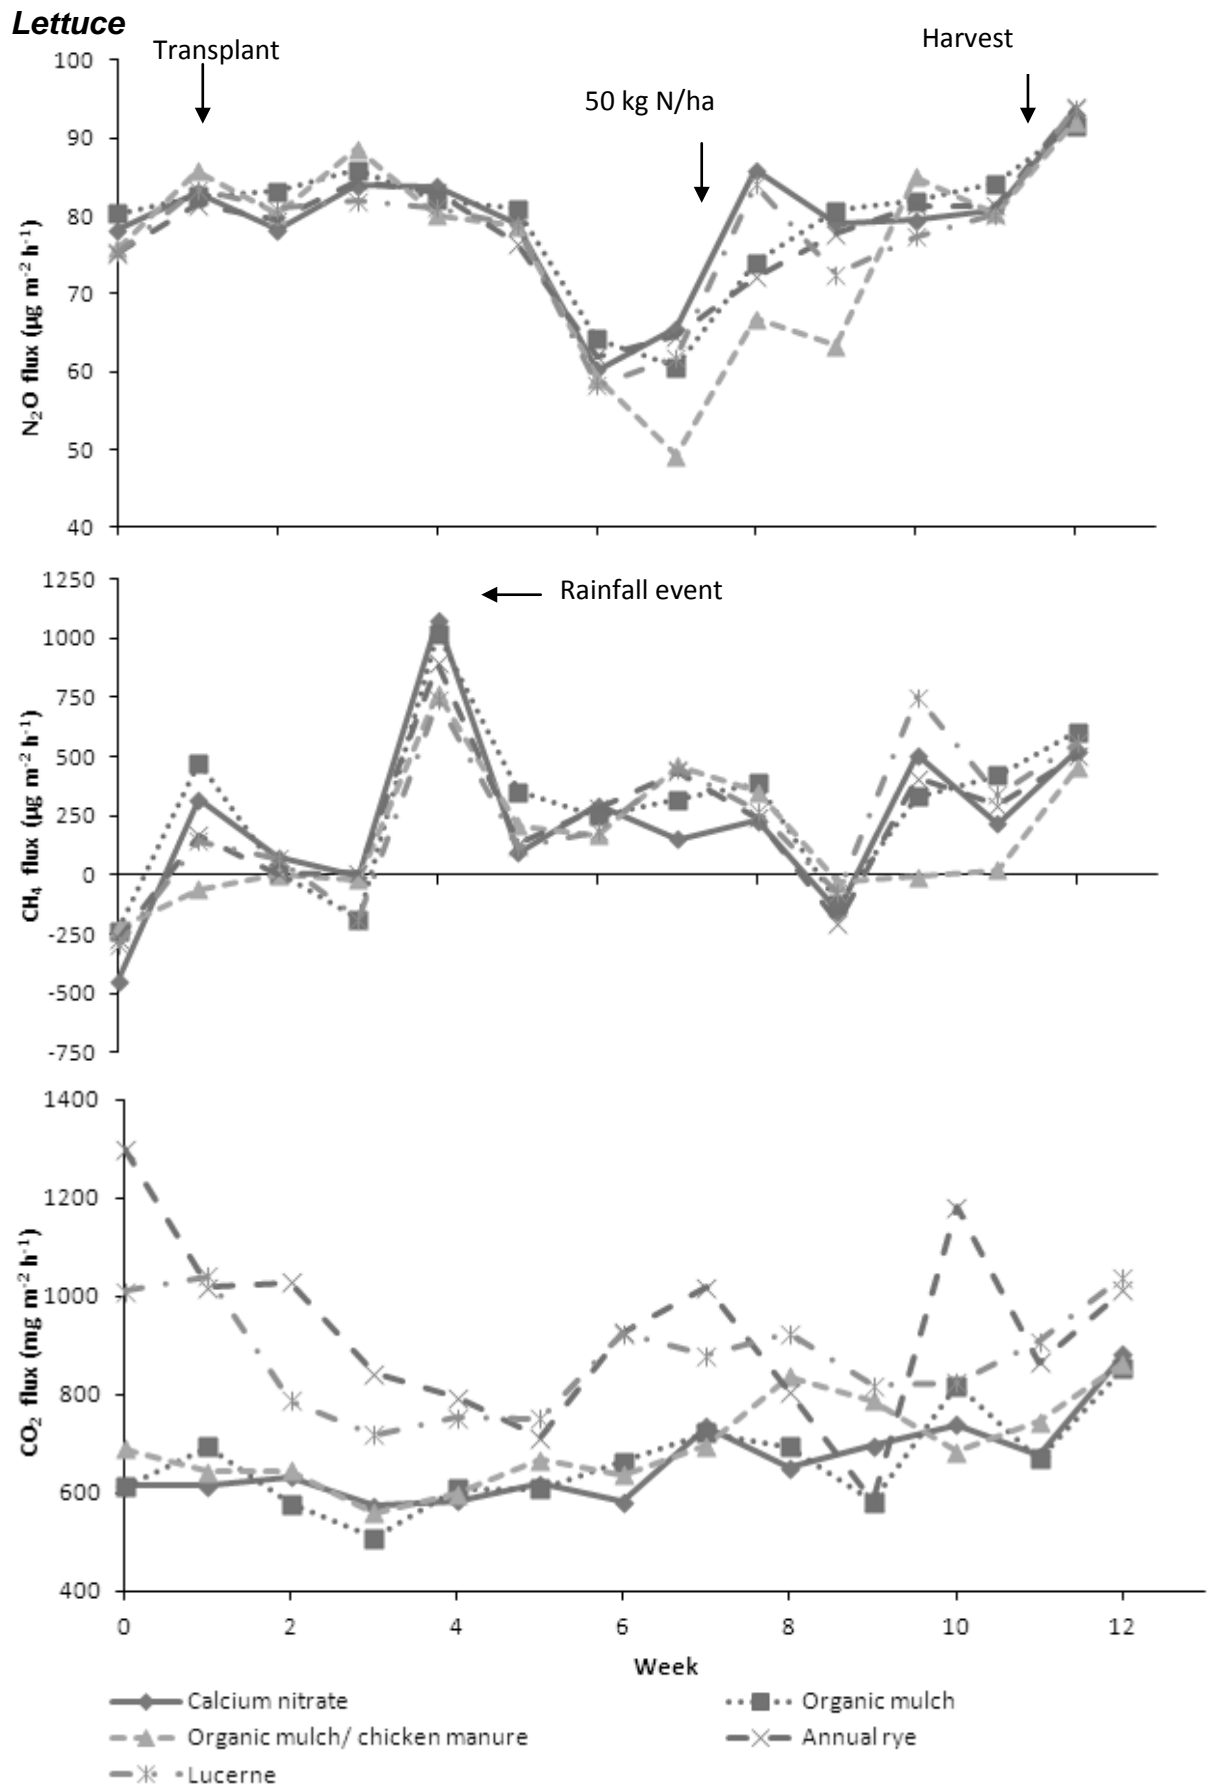 Lettuce
Transplant
Harvest
50 kg N/ha
100
90
80
70
60
50
40
N₂O flux (µg m⁻² h⁻¹)
Rainfall event
1250
1000
750
500
250
0
-250
-500
-750
CH₄ flux (µg m⁻² h⁻¹)
1400
1200
1000
800
600
400
CO₂ flux (mg m⁻² h⁻¹)
0 2 4 6 8 10 12
Week
Calcium nitrate
Organic mulch
Organic mulch/ chicken manure
Annual rye
Lucerne